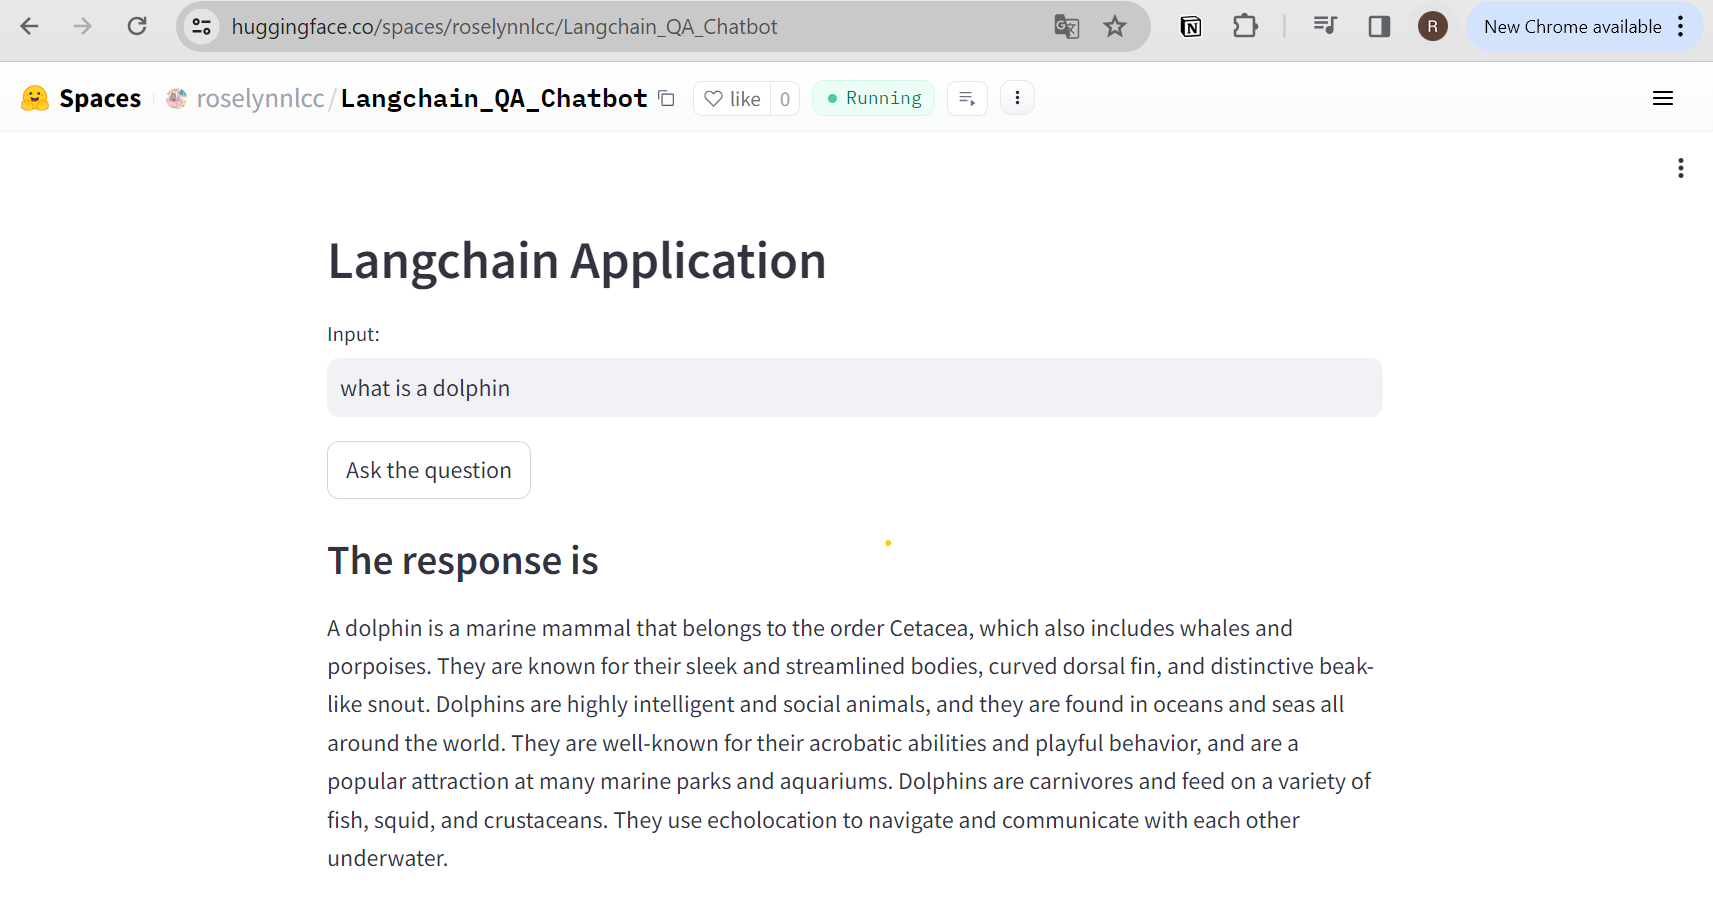 huggingface.co/spaces/roselynnlcc/Langchain_QA_Chatbot
R
New Chrome available
Spaces
roselynnlcc/Langchain_QA_Chatbot
like
0
Running
Langchain Application
Input:
what is a dolphin
Ask the question
The response is
A dolphin is a marine mammal that belongs to the order Cetacea, which also includes whales and
porpoises. They are known for their sleek and streamlined bodies, curved dorsal fin, and distinctive beak-
like snout. Dolphins are highly intelligent and social animals, and they are found in oceans and seas all
around the world. They are well-known for their acrobatic abilities and playful behavior, and are a
popular attraction at many marine parks and aquariums. Dolphins are carnivores and feed on a variety of
fish, squid, and crustaceans. They use echolocation to navigate and communicate with each other
underwater.